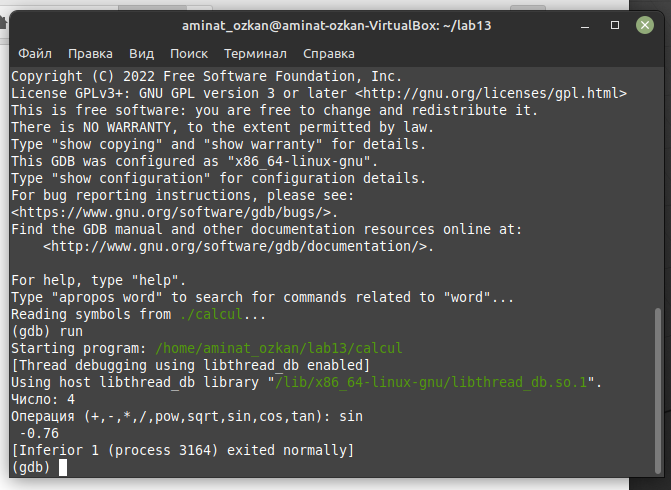 aminat_ozkan@aminat-ozkan-VirtualBox: ~/lab13
Файл Правка Вид Поиск Терминал Справка
Copyright (C) 2022 Free Software Foundation, Inc.
License GPLv3+: GNU GPL version 3 or later <http://gnu.org/licenses/gpl.html>
This is free software: you are free to change and redistribute it.
There is NO WARRANTY, to the extent permitted by law.
Type "show copying" and "show warranty" for details.
This GDB was configured as "x86_64-linux-gnu".
Type "show configuration" for configuration details.
For bug reporting instructions, please see:
<https://www.gnu.org/software/gdb/bugs/>.
Find the GDB manual and other documentation resources online at:
    <http://www.gnu.org/software/gdb/documentation/>.

For help, type "help".
Type "apropos word" to search for commands related to "word"...
Reading symbols from ./calcul...
(gdb) run
Starting program: /home/aminat_ozkan/lab13/calcul
[Thread debugging using libthread_db enabled]
Using host libthread_db library "/lib/x86_64-linux-gnu/libthread_db.so.1".
Число: 4
Операция (+,-,*,/,pow,sqrt,sin,cos,tan): sin
 -0.76
[Inferior 1 (process 3164) exited normally]
(gdb)